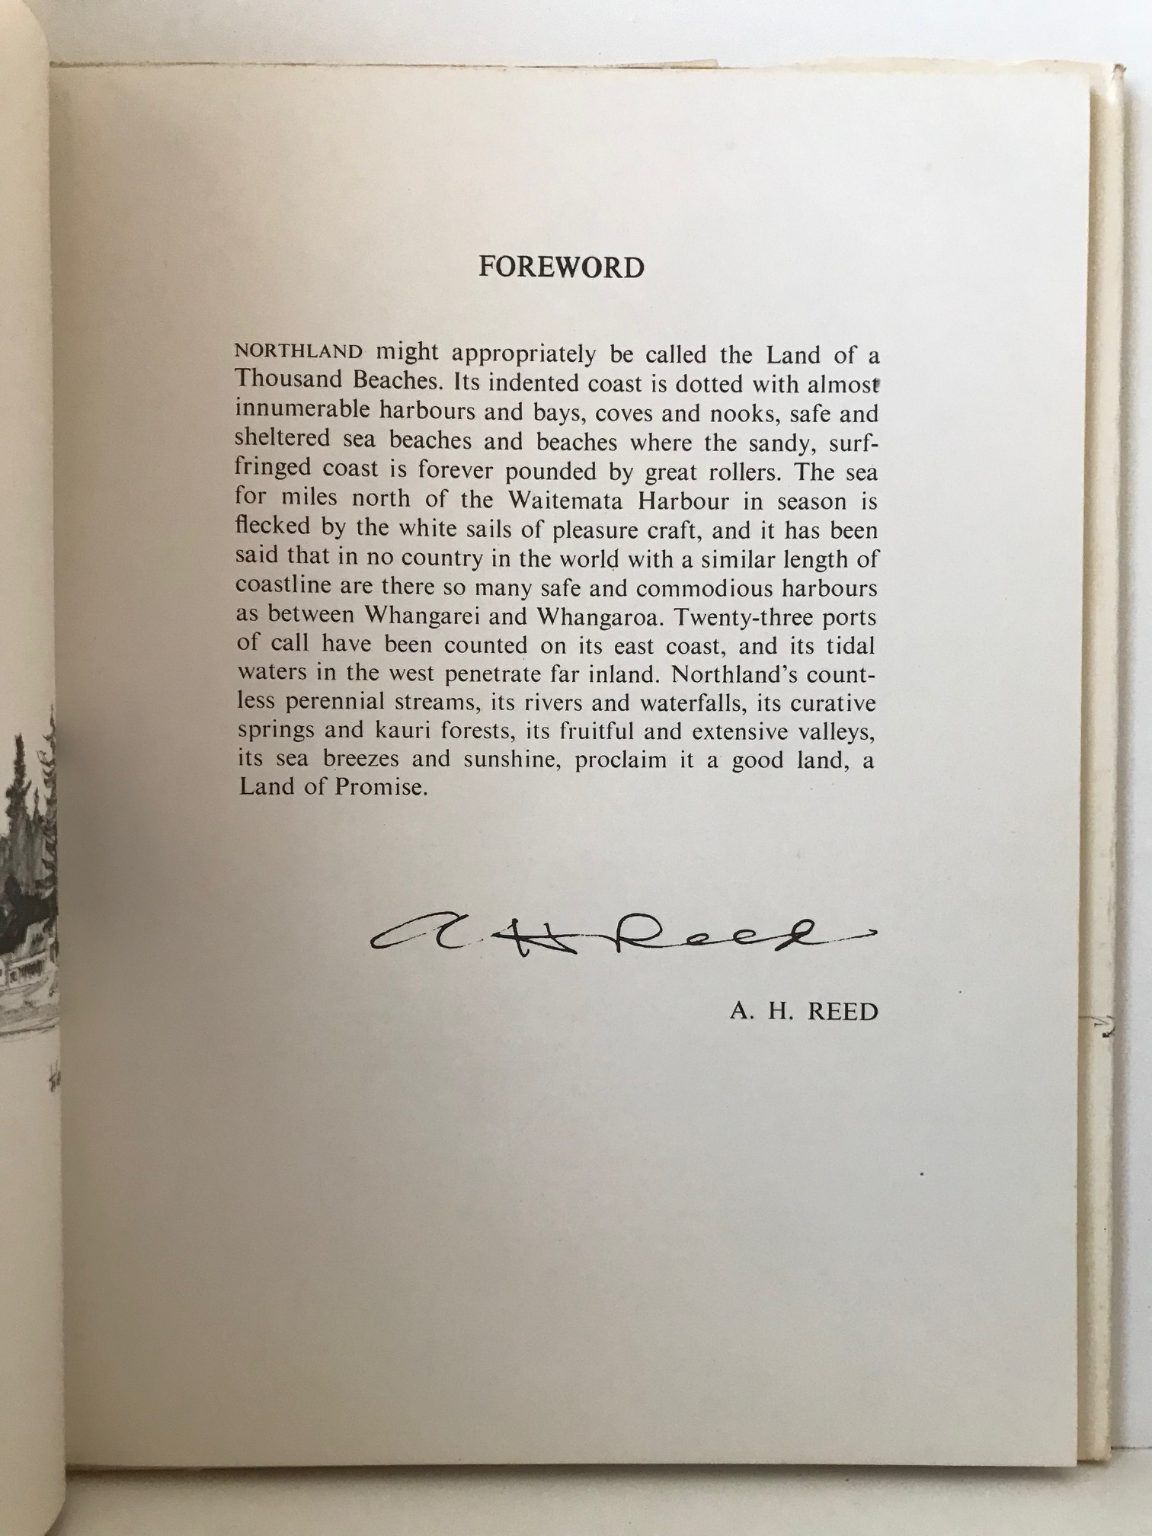 FOREWORD
NORTHLAND might appropriately be called the Land of a
Thousand Beaches. Its indented coast is dotted with almost
innumerable harbours and bays, coves and nooks, safe and
sheltered sea beaches and beaches where the sandy, surf-
fringed coast is forever pounded by great rollers. The sea
for miles north of the Waitemata Harbour in season is
flecked by the white sails of pleasure craft, and it has been
said that in no country in the world with a similar length of
coastline are there so many safe and commodious harbours
as between Whangarei and Whangaroa. Twenty-three ports
of call have been counted on its east coast, and its tidal
waters in the west penetrate far inland. Northland's count-
less perennial streams, its rivers and waterfalls, its curative
springs and kauri forests, its fruitful and extensive valleys,
its sea breezes and sunshine, proclaim it a good land, a
Land of Promise.
A H Reed
A. H. REED